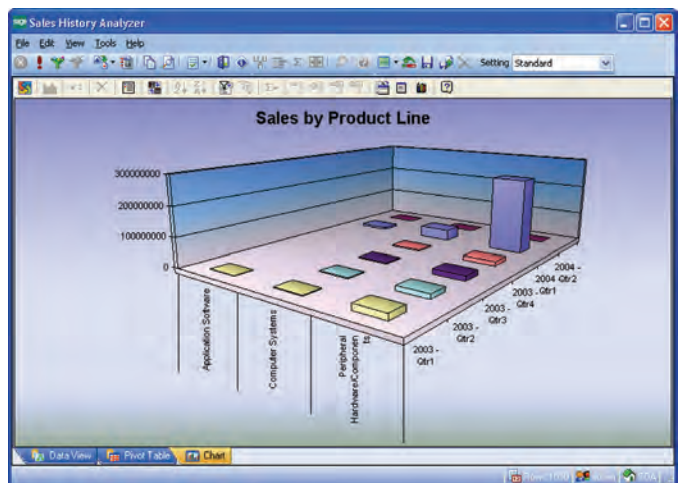 Sales History Analyzer
File Edit View Tools Help
Setting Standard
Sales by Product Line
300000000
200000000
100000000
0
Application Software
Computer Systems
Peripheral
Hardware/Componen
ts
2003 -
Qtr1
2003 -
Qtr2
2003 -
Qtr3
2003 -
Qtr4
2004 -
Qtr1
2004 -
Qtr2
Data View Pivot Table Chart